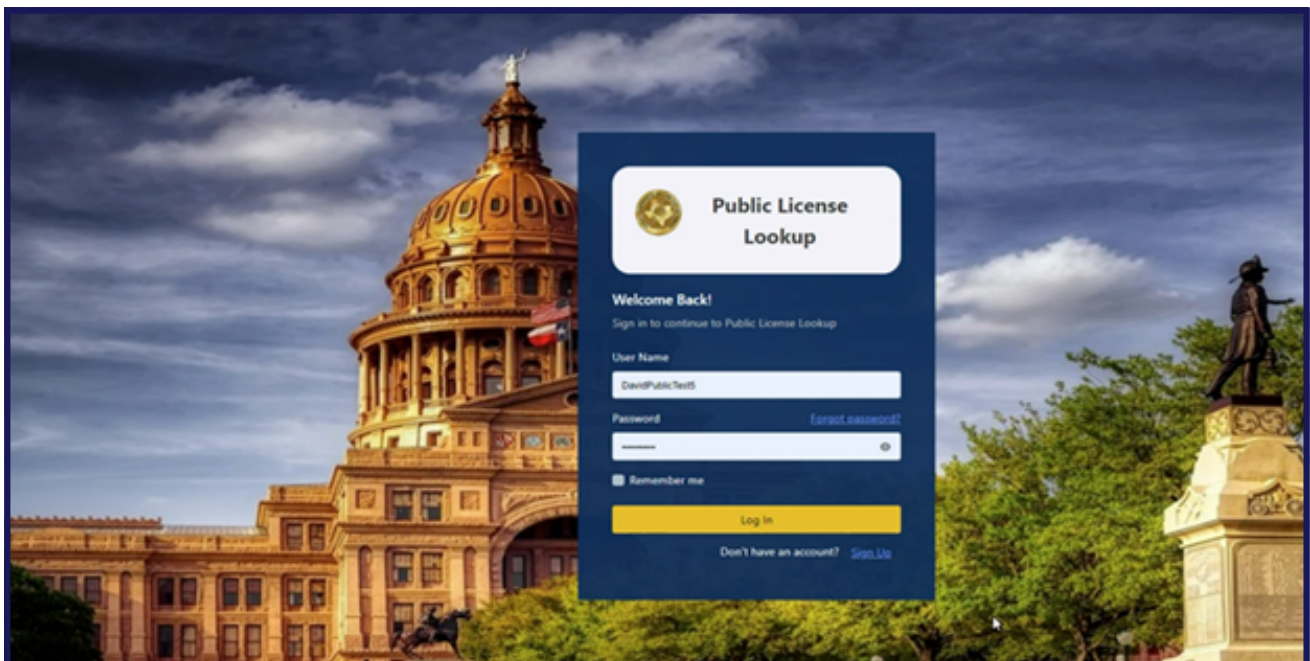 Public License
Lookup
Welcome Back!
Sign in to continue to Public License Lookup
User Name
DavidPublicTest5
Password Forgot password?
Remember me
Log In
Don't have an account? Sign Up